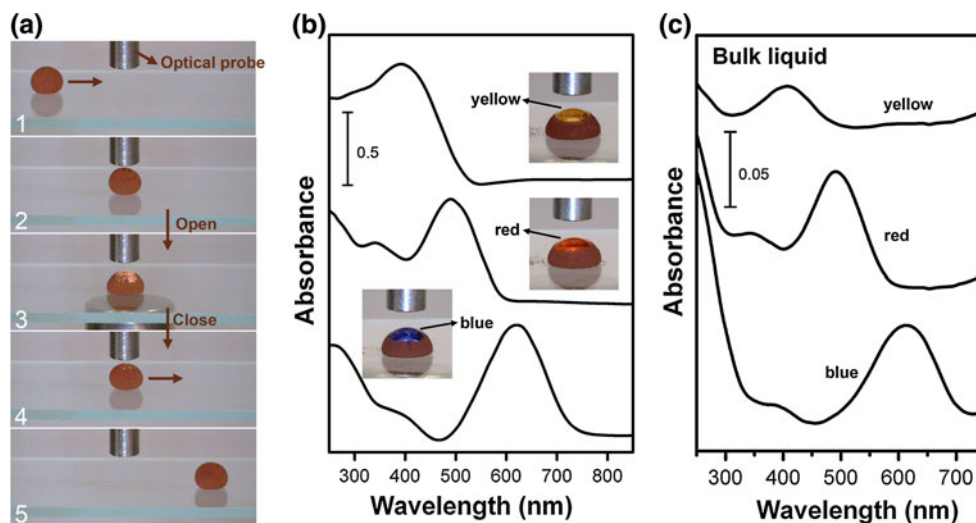 (a)
Optical probe
1
2
Open
3
Close
4
5
(b)
yellow
0.5
red
blue
Absorbance
300 400 500 600 700 800
Wavelength (nm)
(c)
Bulk liquid
yellow
0.05
red
blue
Absorbance
300 400 500 600 700
Wavelength (nm)